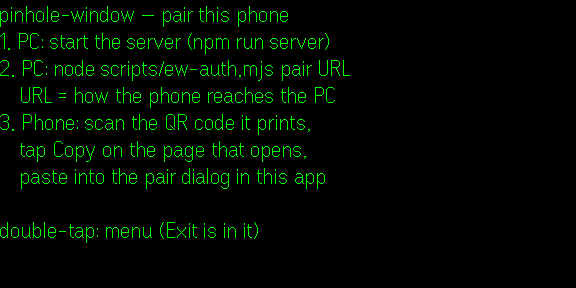 pinhole-window — pair this phone
1. PC: start the server (npm run server)
2. PC: node scripts/ew-auth.mjs pair URL
URL = how the phone reaches the PC
3. Phone: scan the QR code it prints,
tap Copy on the page that opens,
paste into the pair dialog in this app
double-tap: menu (Exit is in it)